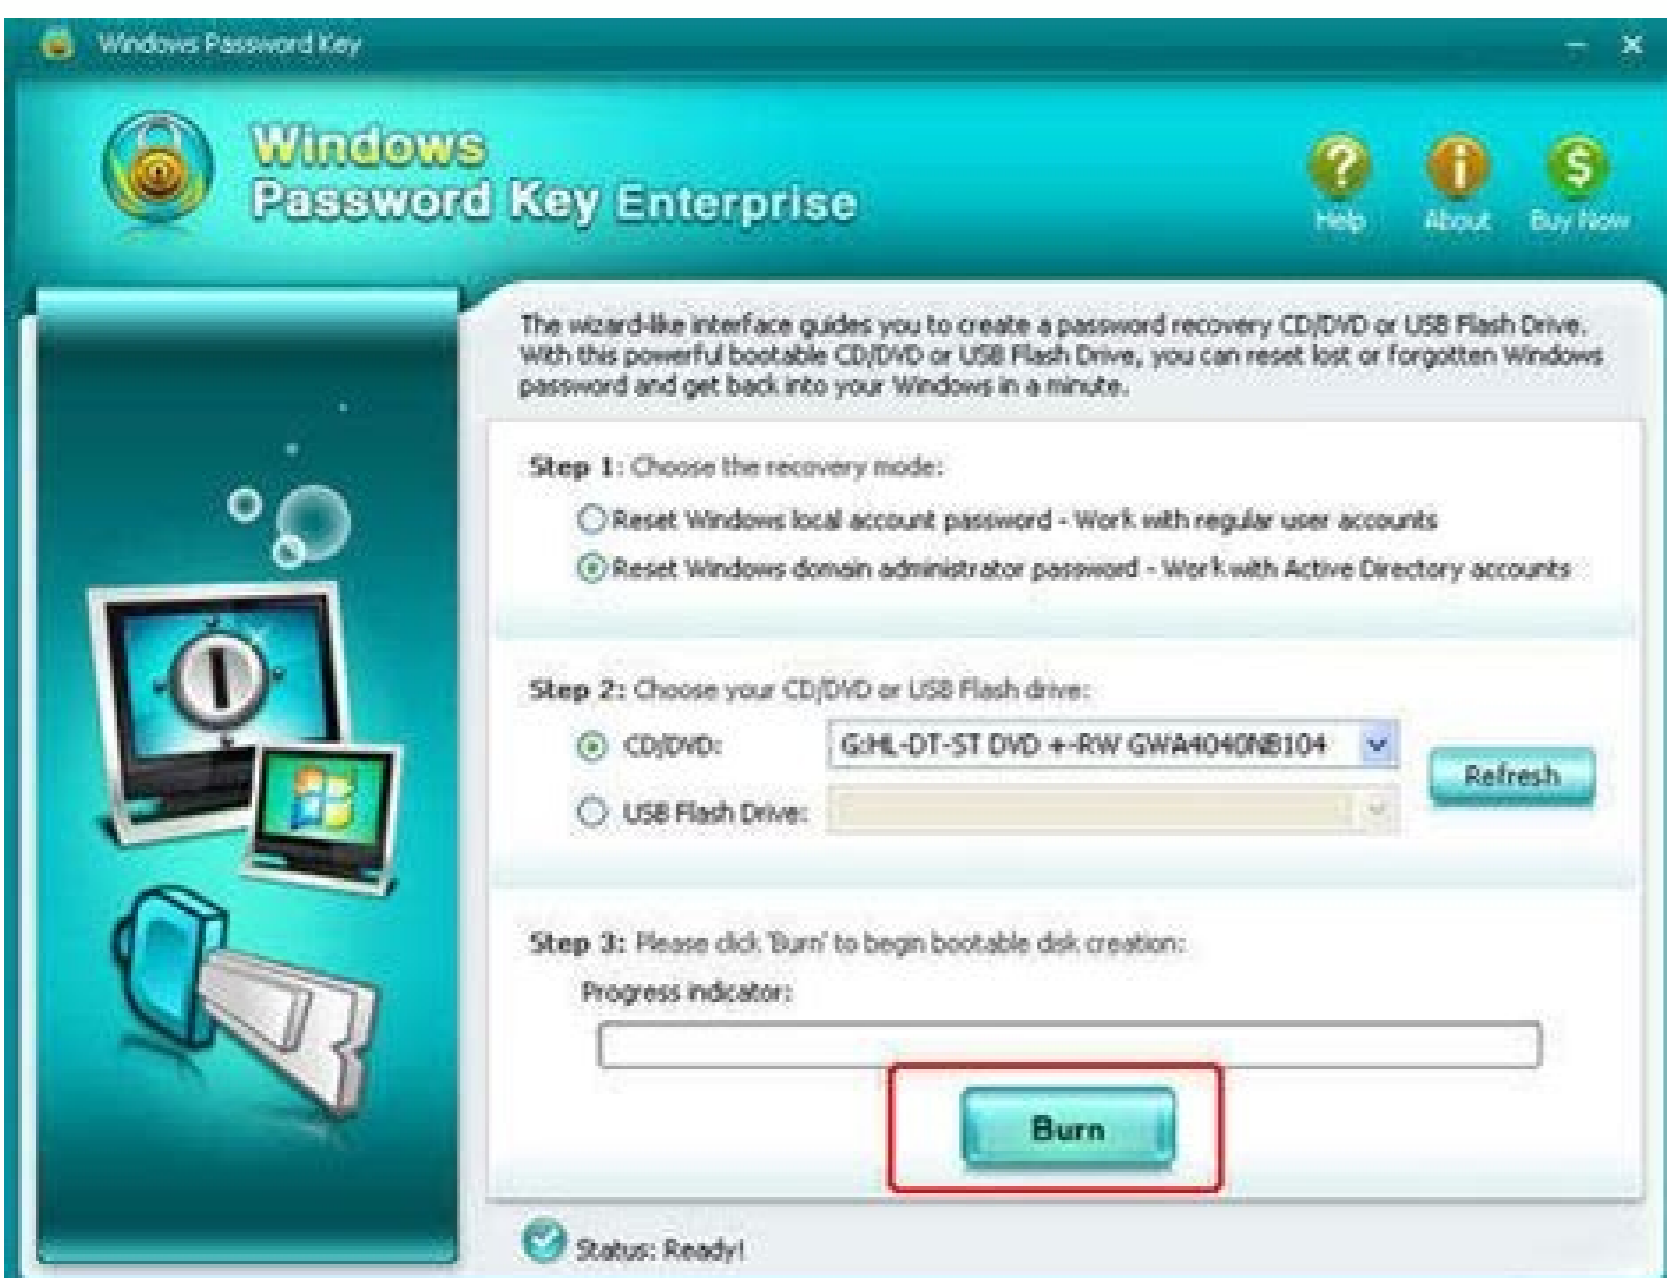 Windows Password Key
Windows
Password Key Enterprise
Help
About
Buy Now
The wizard-like interface guides you to create a password recovery CD/DVD or USB Flash Drive.
With this powerful bootable CD/DVD or USB Flash Drive, you can reset lost or forgotten Windows
password and get back into your Windows in a minute.
Step 1: Choose the recovery mode:
Reset Windows local account password - Work with regular user accounts
Reset Windows domain administrator password - Work with Active Directory accounts
Step 2: Choose your CD/DVD or USB Flash drive:
CD/DVD:
G:HL-DT-ST DVD +-RW GWA4040NB104
Refresh
USB Flash Drive:
Step 3: Please click 'Burn' to begin bootable disk creation:
Progress indicator:
Burn
Status: Ready!